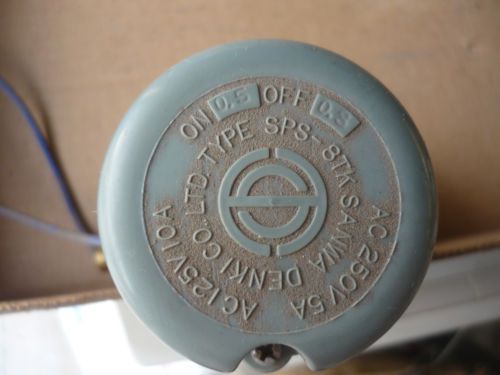 ON 0.5 OFF 0.3
TYPE SPS-8TK SANWA DENKI CO LTD.
AC125V10A
AC250V5A